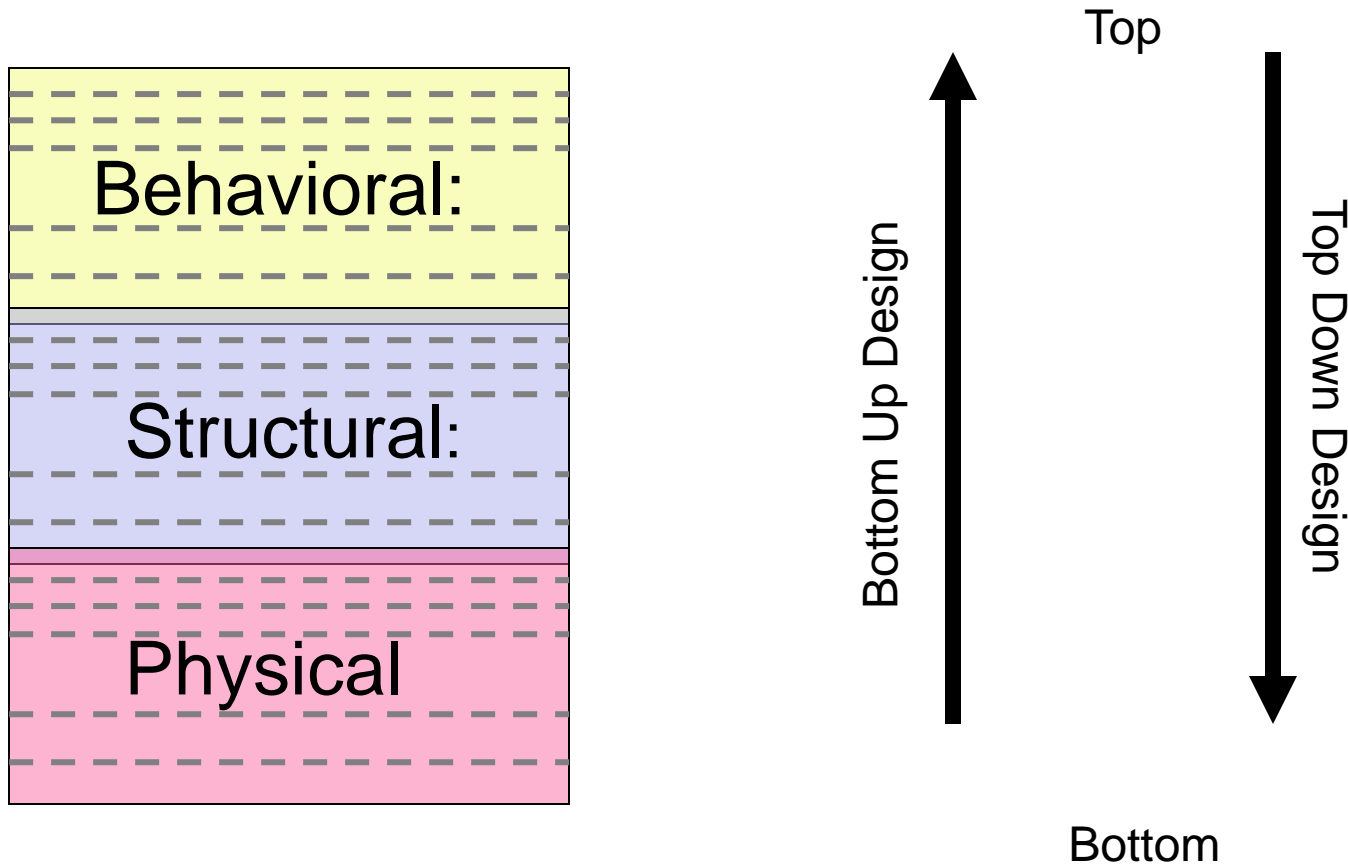 Top
Behavioral:
Structural:
Physical
Bottom Up Design
Top Down Design
Bottom